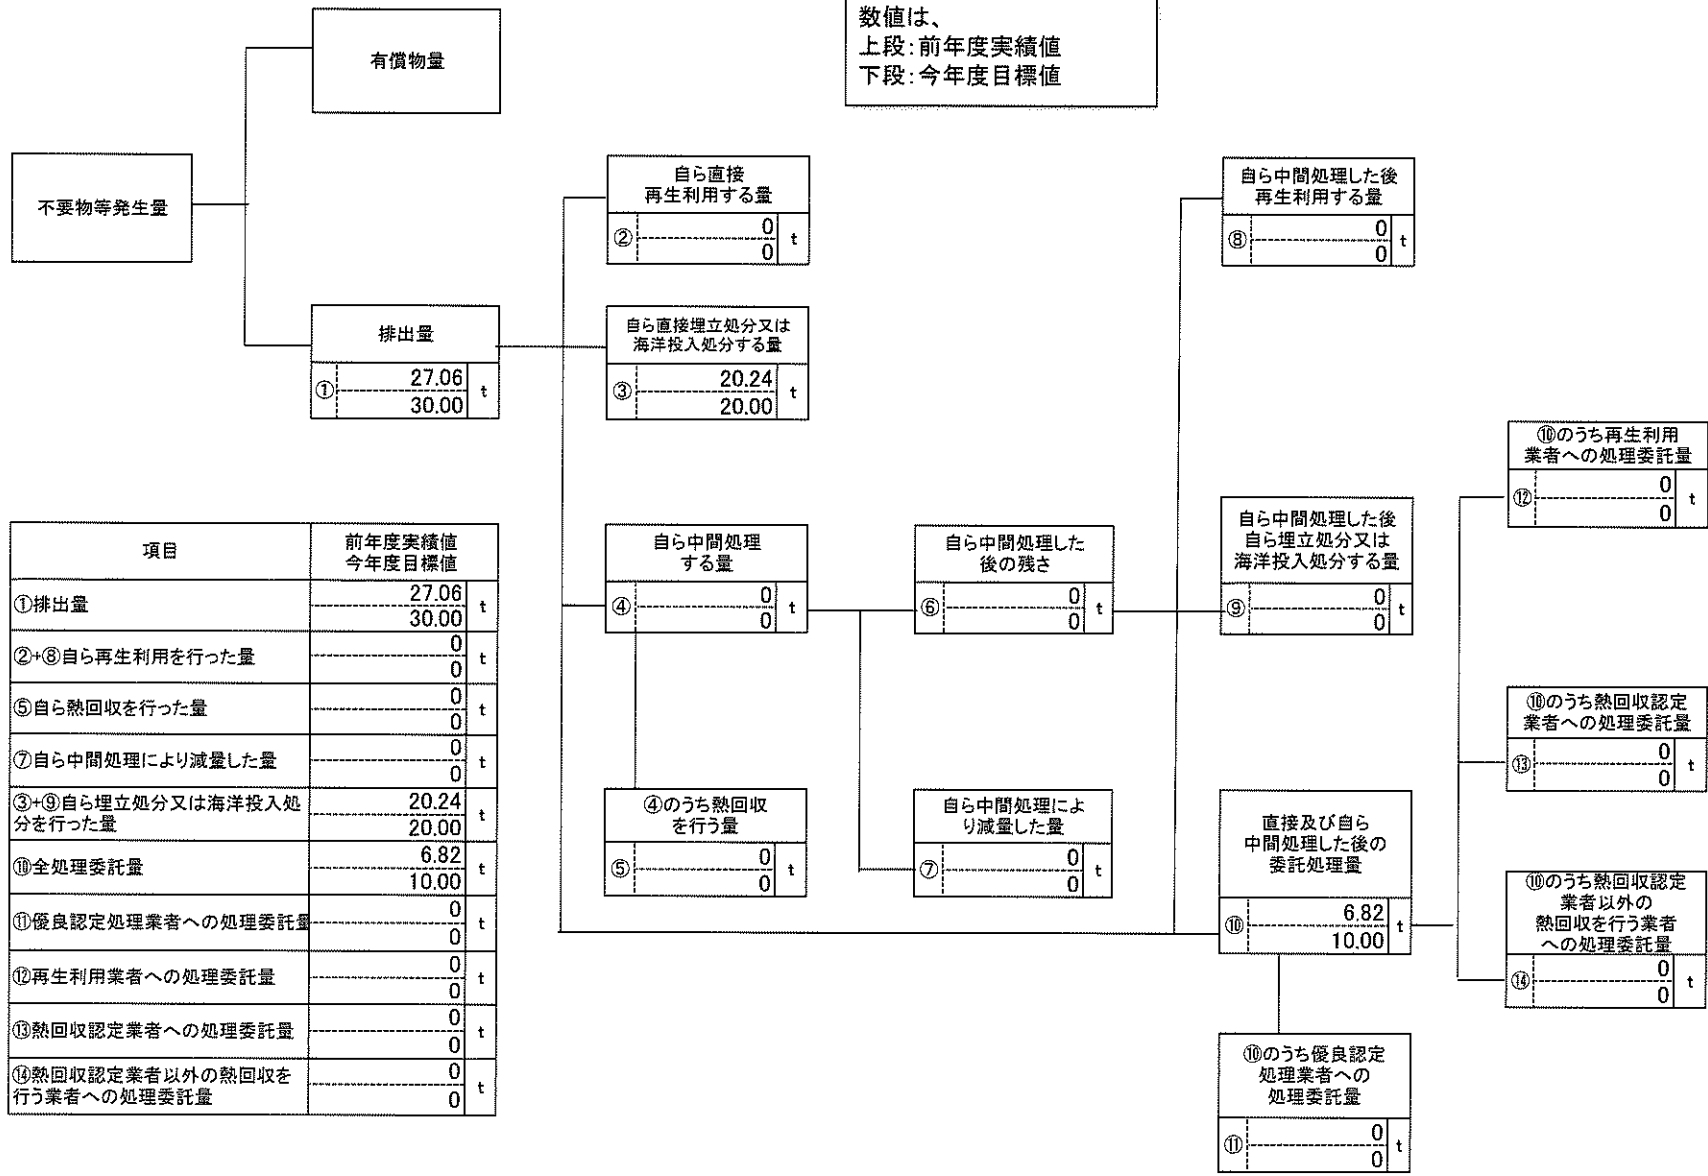 数値は、
上段:前年度実績値
下段:今年度目標値
有償物量
不要物等発生量
排出量
① 27.06 t
30.00
自ら直接
再生利用する量
② 0 t
0
自ら直接埋立処分又は
海洋投入処分する量
③ 20.24 t
20.00
自ら中間処理
する量
④ 0 t
0
④のうち熱回収
を行う量
⑤ 0 t
0
自ら中間処理した
後の残さ
⑥ 0 t
0
自ら中間処理によ
り減量した量
⑦ 0 t
0
自ら中間処理した後
再生利用する量
⑧ 0 t
0
自ら中間処理した後
自ら埋立処分又は
海洋投入処分する量
⑨ 0 t
0
直接及び自ら
中間処理した後の
委託処理量
⑩ 6.82 t
10.00
⑩のうち優良認定
処理業者への
処理委託量
⑪ 0 t
0
⑩のうち再生利用
業者への処理委託量
⑫ 0 t
0
⑩のうち熱回収認定
業者への処理委託量
⑬ 0 t
0
⑩のうち熱回収認定
業者以外の
熱回収を行う業者
への処理委託量
⑭ 0 t
0
項目 前年度実績値
今年度目標値
①排出量 27.06 t
30.00
②+⑧自ら再生利用を行った量 0 t
0
⑤自ら熱回収を行った量 0 t
0
⑦自ら中間処理により減量した量 0 t
0
③+⑨自ら埋立処分又は海洋投入処 20.24 t
分を行った量 20.00
⑩全処理委託量 6.82 t
10.00
⑪優良認定処理業者への処理委託量 0 t
0
⑫再生利用業者への処理委託量 0 t
0
⑬熱回収認定業者への処理委託量 0 t
0
⑭熱回収認定業者以外の熱回収を 0 t
行う業者への処理委託量 0